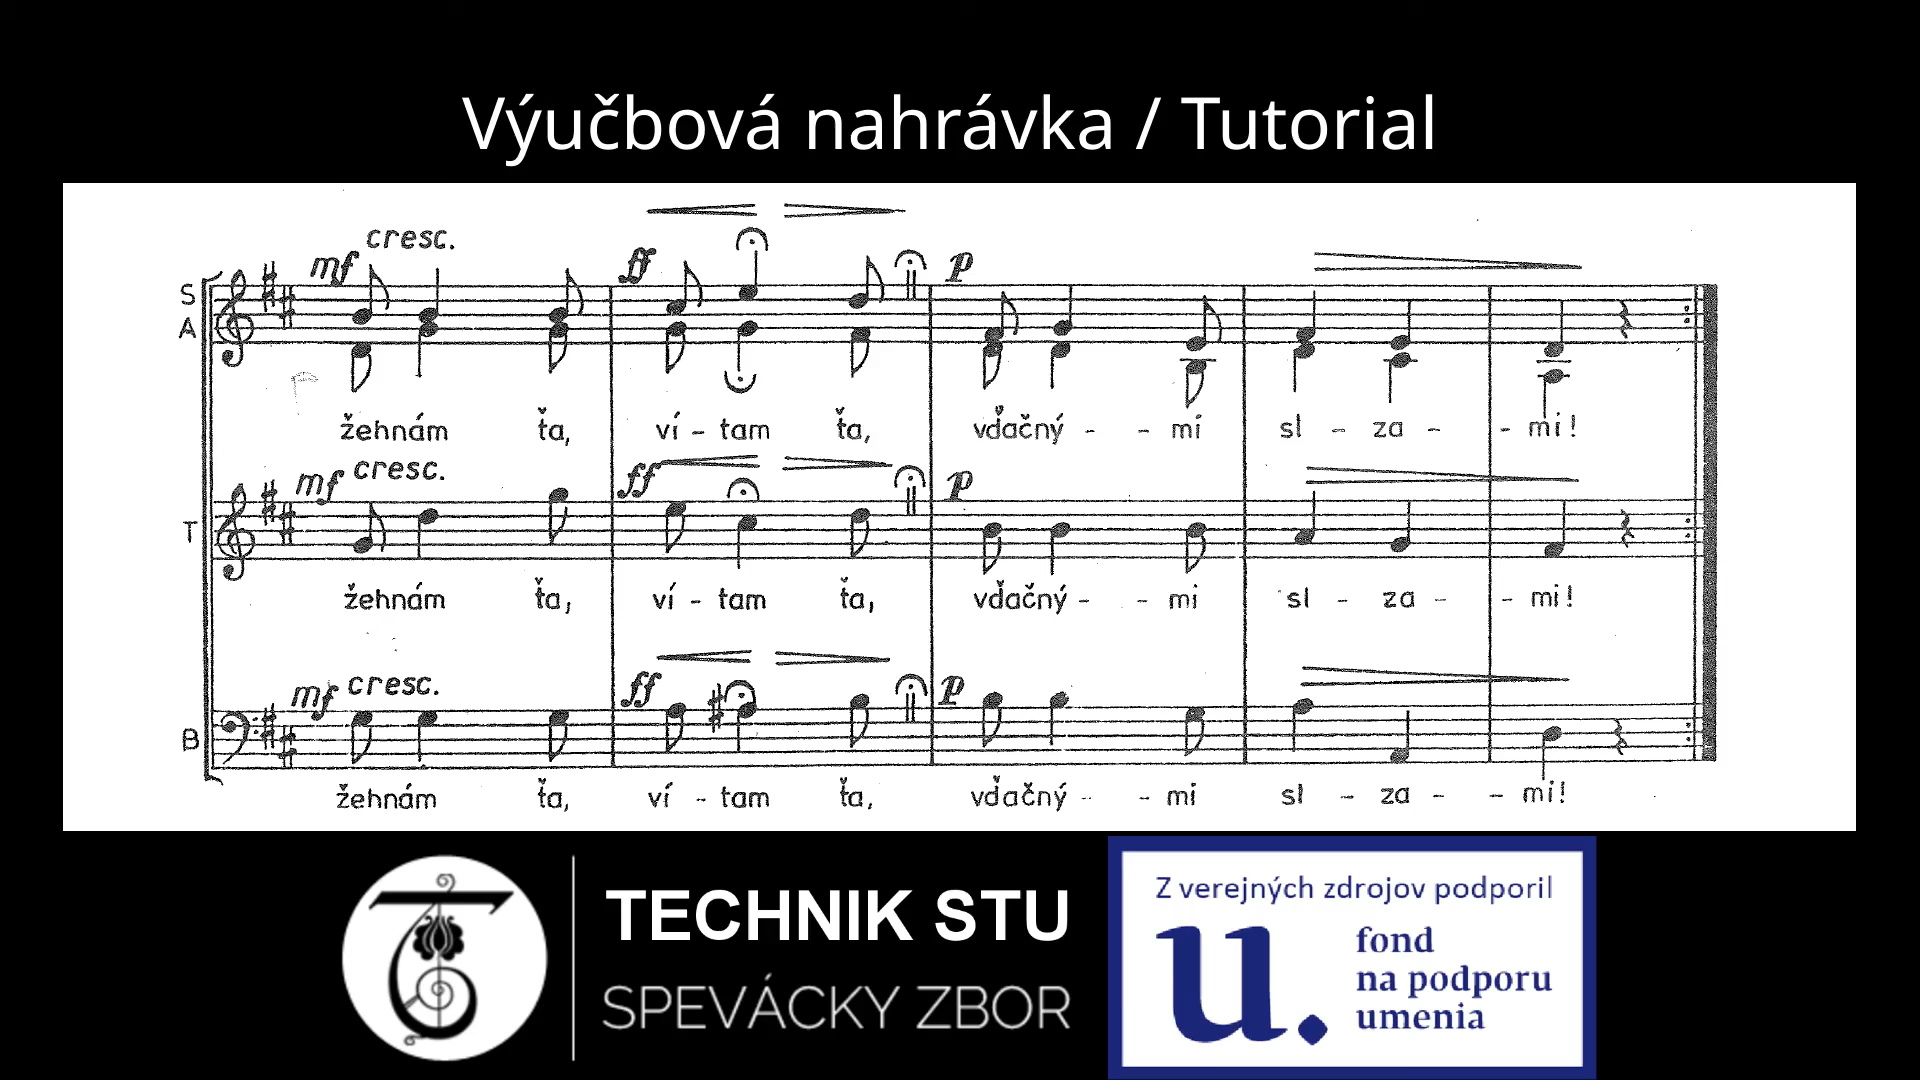 Výučbová nahrávka / Tutorial
cresc.
mf ff p
S
A
žehnám ťa, ví - tam ťa, vďačný - - mi sl - za - - mi!
cresc.
mf ff p
T
žehnám ťa, ví - tam ťa, vďačný - - mi sl - za - - mi!
mf cresc. ff p
B
žehnám ťa, ví - tam ťa, vďačný - - mi sl - za - - mi!
TECHNIK STU
SPEVÁCKY ZBOR
Z verejných zdrojov podporil
u.
fond
na podporu
umenia